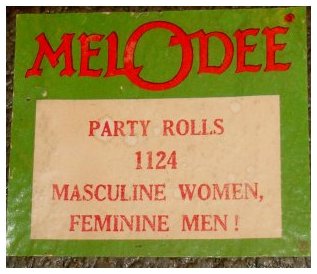 MELODEE
PARTY ROLLS
1124
MASCULINE WOMEN,
FEMININE MEN!